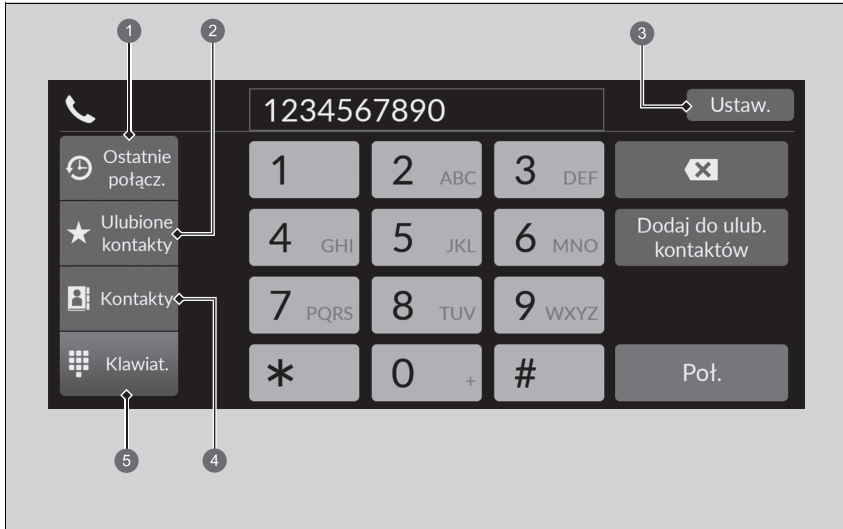 1 2 3
1234567890 Ustaw.
Ostatnie
połącz.
1 2 ABC 3 DEF
Ulubione
kontakty
4 GHI 5 JKL 6 MNO
Dodaj do ulub.
kontaktów
Kontakty
7 PQRS 8 TUV 9 WXYZ
Klawiat.
* 0 + # Poł.
5 4